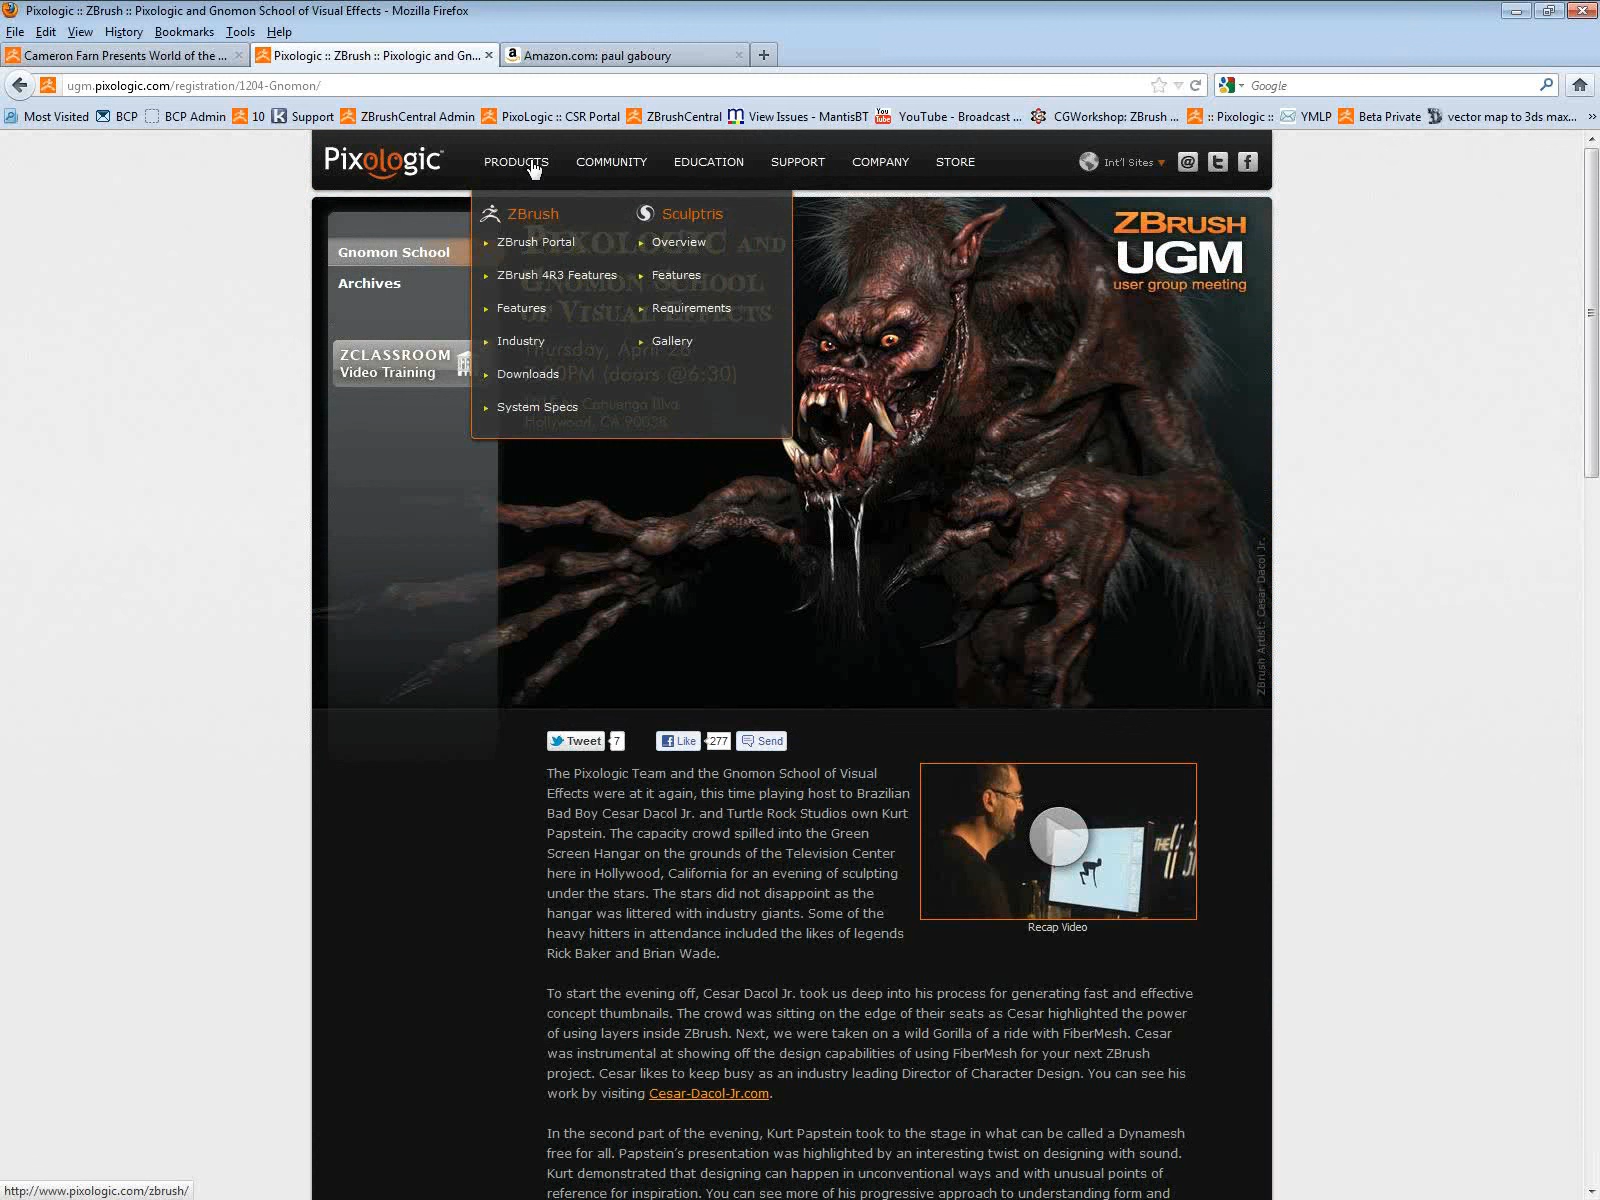 Pixologic :: ZBrush :: Pixologic and Gnomon School of Visual Effects - Mozilla Firefox
File Edit View History Bookmarks Tools Help
Cameron Farn Presents World of the ...
Pixologic :: ZBrush :: Pixologic and Gn...
Amazon.com: paul gaboury
ugm.pixologic.com/registration/1204-Gnomon/
Google
Most Visited BCP BCP Admin 10 Support ZBrushCentral Admin PixoLogic :: CSR Portal ZBrushCentral View Issues - MantisBT YouTube - Broadcast ... CGWorkshop: ZBrush ... :: Pixologic :: YMLP Beta Private vector map to 3ds max... »
Pixologic
PRODUCTS COMMUNITY EDUCATION SUPPORT COMPANY STORE
Int'l Sites
Gnomon School
Archives
ZCLASSROOM
Video Training
ZBrush
ZBrush Portal
ZBrush 4R3 Features
Features
Industry
Downloads
System Specs
Sculptris
Overview
Features
Requirements
Gallery
Pixologic and
Gnomon School
of Visual Effects
Thursday, April 26
PM (doors @6:30)
Cahuenga Blvd
Hollywood, CA 90038
ZBRUSH
UGM
user group meeting
ZBrush Artist: Cesar Dacol Jr.
Tweet 7
Like 277 Send
The Pixologic Team and the Gnomon School of Visual
Effects were at it again, this time playing host to Brazilian
Bad Boy Cesar Dacol Jr. and Turtle Rock Studios own Kurt
Papstein. The capacity crowd spilled into the Green
Screen Hangar on the grounds of the Television Center
here in Hollywood, California for an evening of sculpting
under the stars. The stars did not disappoint as the
hangar was littered with industry giants. Some of the
heavy hitters in attendance included the likes of legends
Rick Baker and Brian Wade.
THE
Recap Video
To start the evening off, Cesar Dacol Jr. took us deep into his process for generating fast and effective
concept thumbnails. The crowd was sitting on the edge of their seats as Cesar highlighted the power
of using layers inside ZBrush. Next, we were taken on a wild Gorilla of a ride with FiberMesh. Cesar
was instrumental at showing off the design capabilities of using FiberMesh for your next ZBrush
project. Cesar likes to keep busy as an industry leading Director of Character Design. You can see his
work by visiting Cesar-Dacol-Jr.com.
In the second part of the evening, Kurt Papstein took to the stage in what can be called a Dynamesh
free for all. Papstein's presentation was highlighted by an interesting twist on designing with sound.
Kurt demonstrated that designing can happen in unconventional ways and with unusual points of
reference for inspiration. You can see more of his progressive approach to understanding form and
http://www.pixologic.com/zbrush/